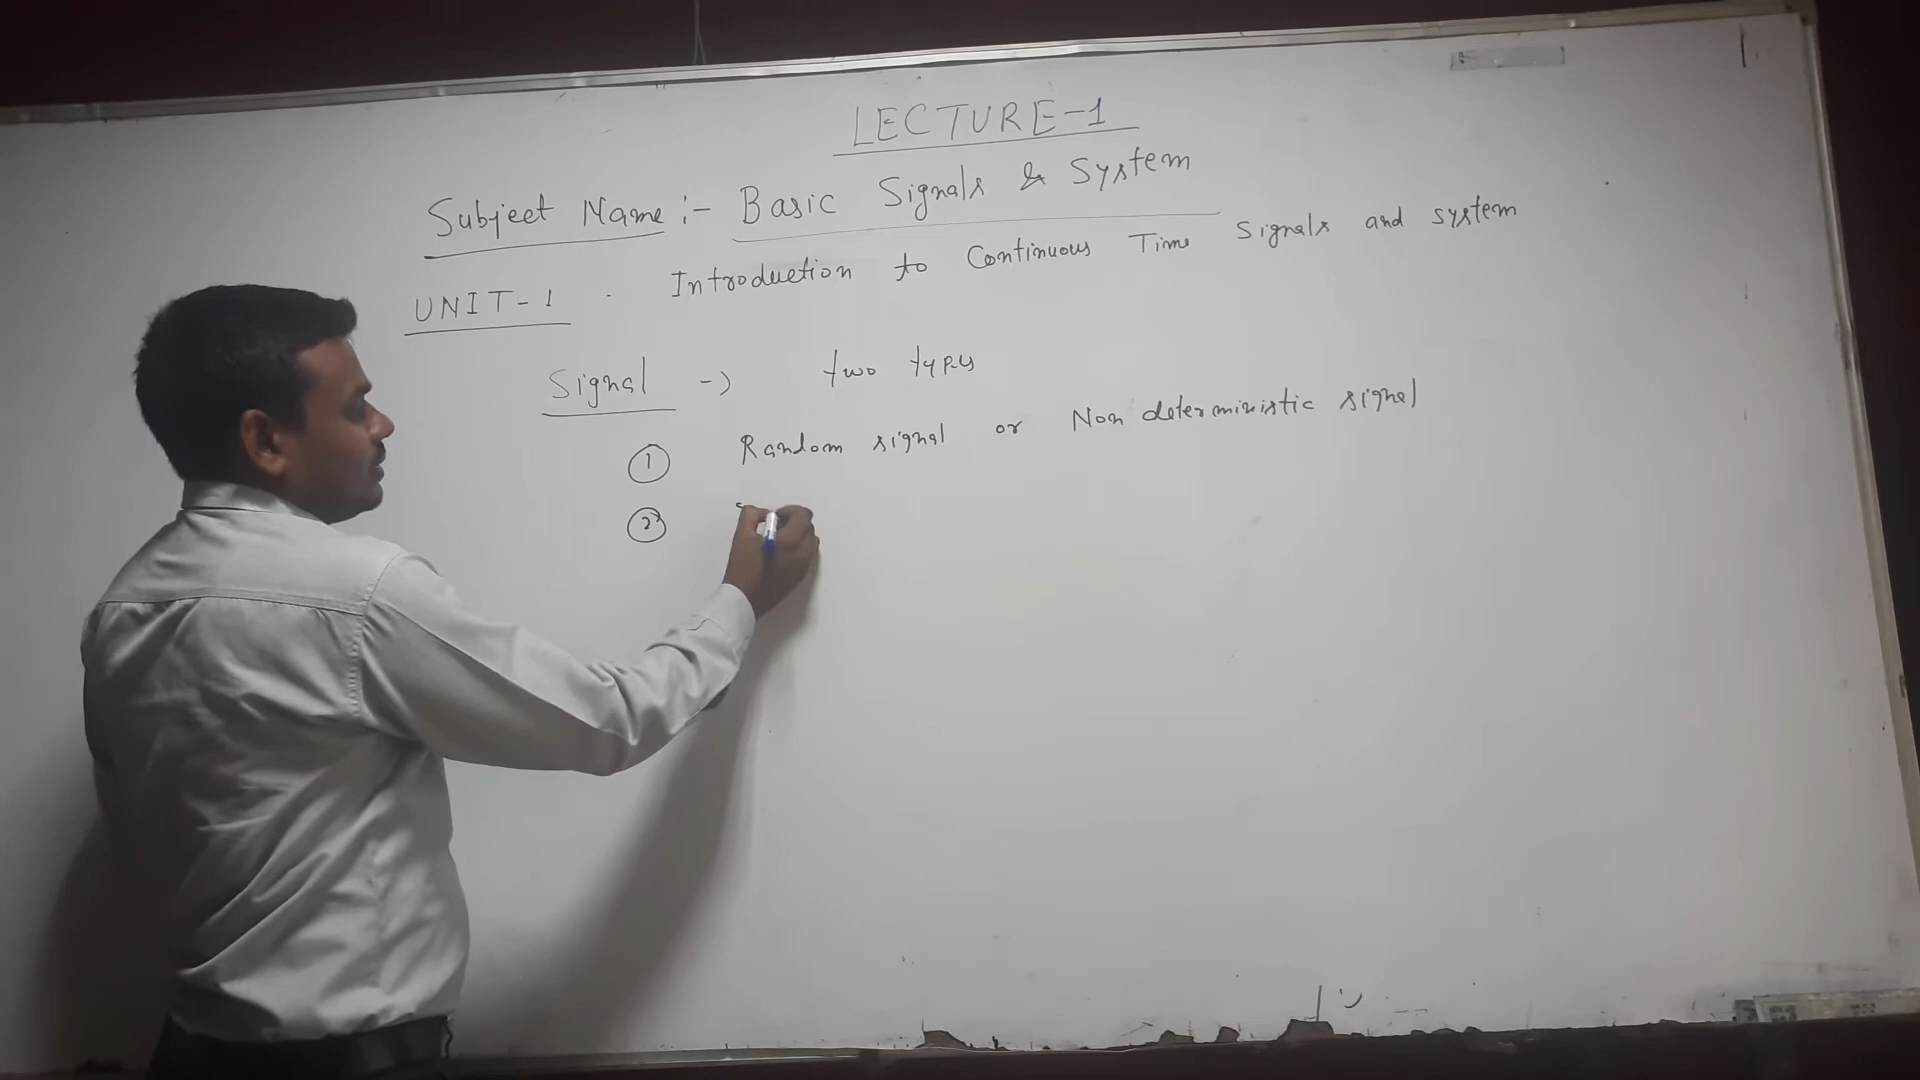 LECTURE-1
Subject Name :- Basic Signals & System
UNIT-1 . Introduction to Continuous Time Signals and system
Signal -> two types
① Random signal or Non deterministic signal
②